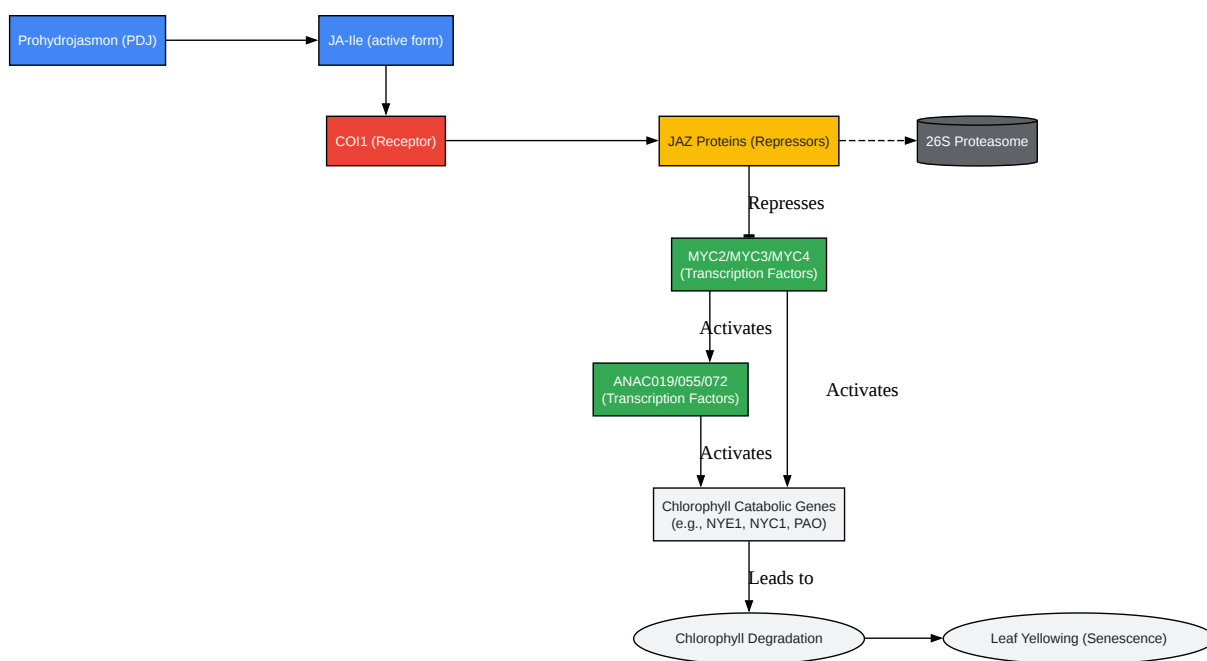 Prohydrojasmon (PDJ)
JA-Ile (active form)
COI1 (Receptor)
JAZ Proteins (Repressors)
26S Proteasome
Represses
MYC2/MYC3/MYC4
(Transcription Factors)
Activates
ANAC019/055/072
(Transcription Factors)
Activates
Activates
Chlorophyll Catabolic Genes
(e.g., NYE1, NYC1, PAO)
Leads to
Chlorophyll Degradation
Leaf Yellowing (Senescence)